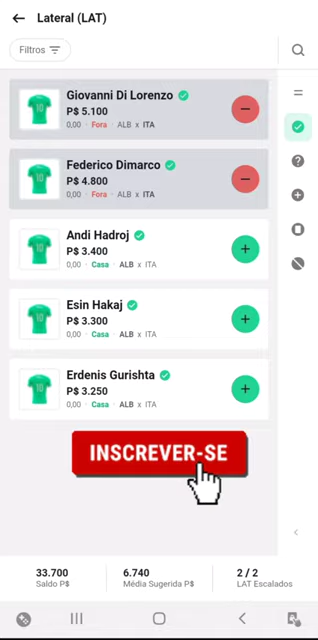 Lateral (LAT)
Filtros
Giovanni Di Lorenzo
P$ 5.100
0,00 · Fora · ALB x ITA
Federico Dimarco
P$ 4.800
0,00 · Fora · ALB x ITA
Andi Hadroj
P$ 3.400
0,00 · Casa · ALB x ITA
Esin Hakaj
P$ 3.300
0,00 · Casa · ALB x ITA
Erdenis Gurishta
P$ 3.250
0,00 · Casa · ALB x ITA
INSCREVER-SE
33.700 6.740 2 / 2
Saldo P$ Média Sugerida P$ LAT Escalados